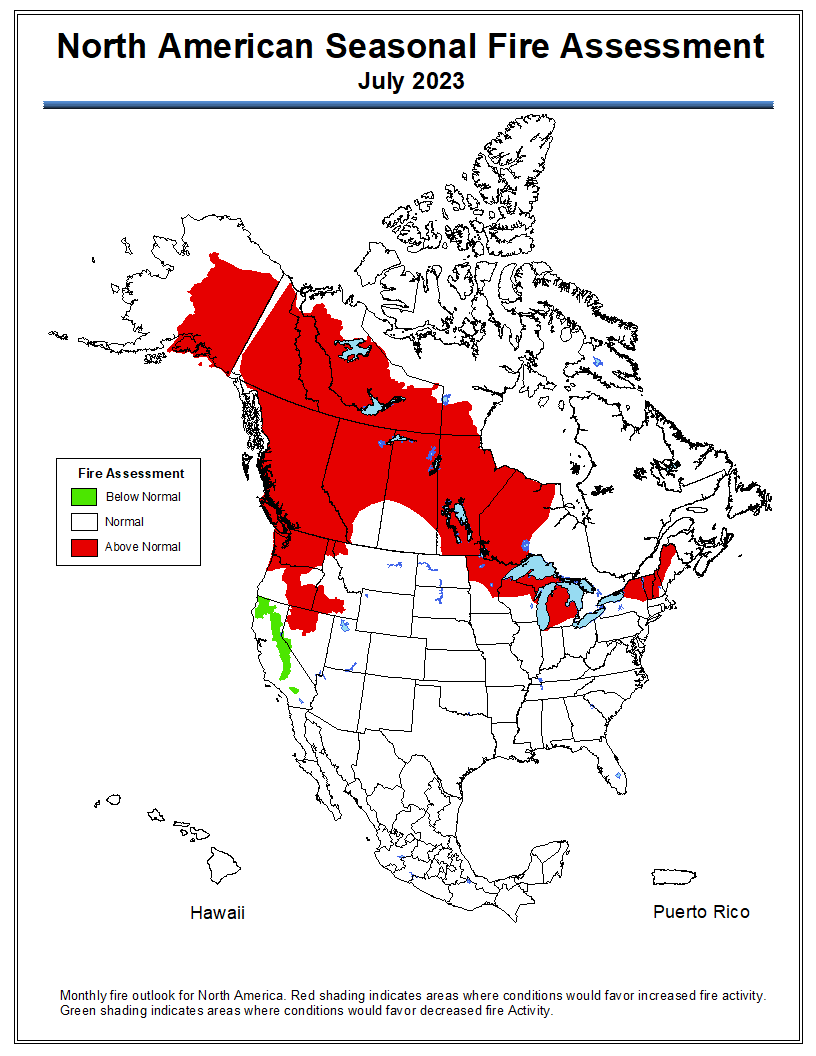 North American Seasonal Fire Assessment
July 2023
Fire Assessment
Below Normal
Normal
Above Normal
Hawaii
Puerto Rico
Monthly fire outlook for North America. Red shading indicates areas where conditions would favor increased fire activity.
Green shading indicates areas where conditions would favor decreased fire Activity.